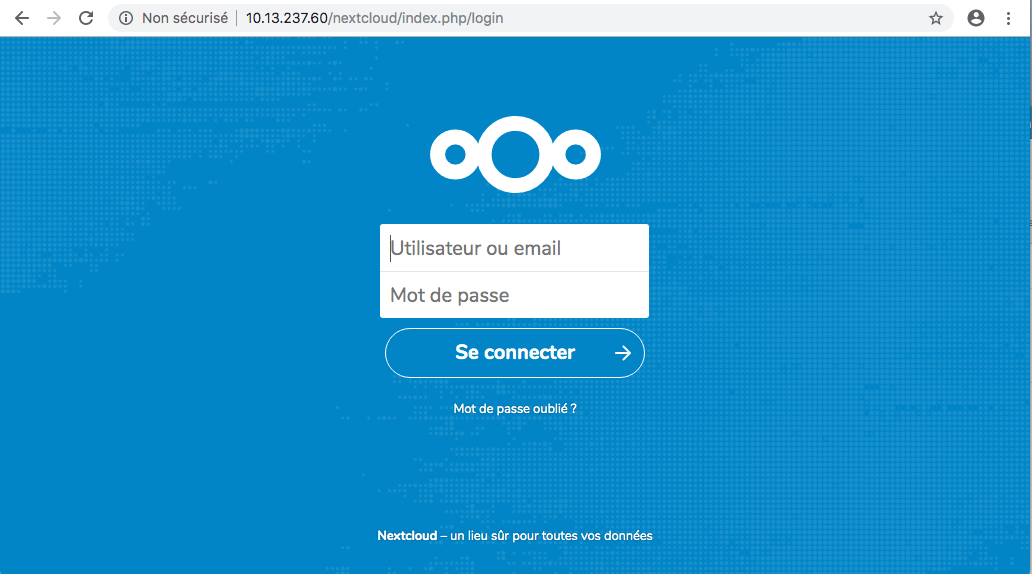 Non sécurisé 10.13.237.60/nextcloud/index.php/login
Utilisateur ou email
Mot de passe
Se connecter
Mot de passe oublié ?
Nextcloud – un lieu sûr pour toutes vos données